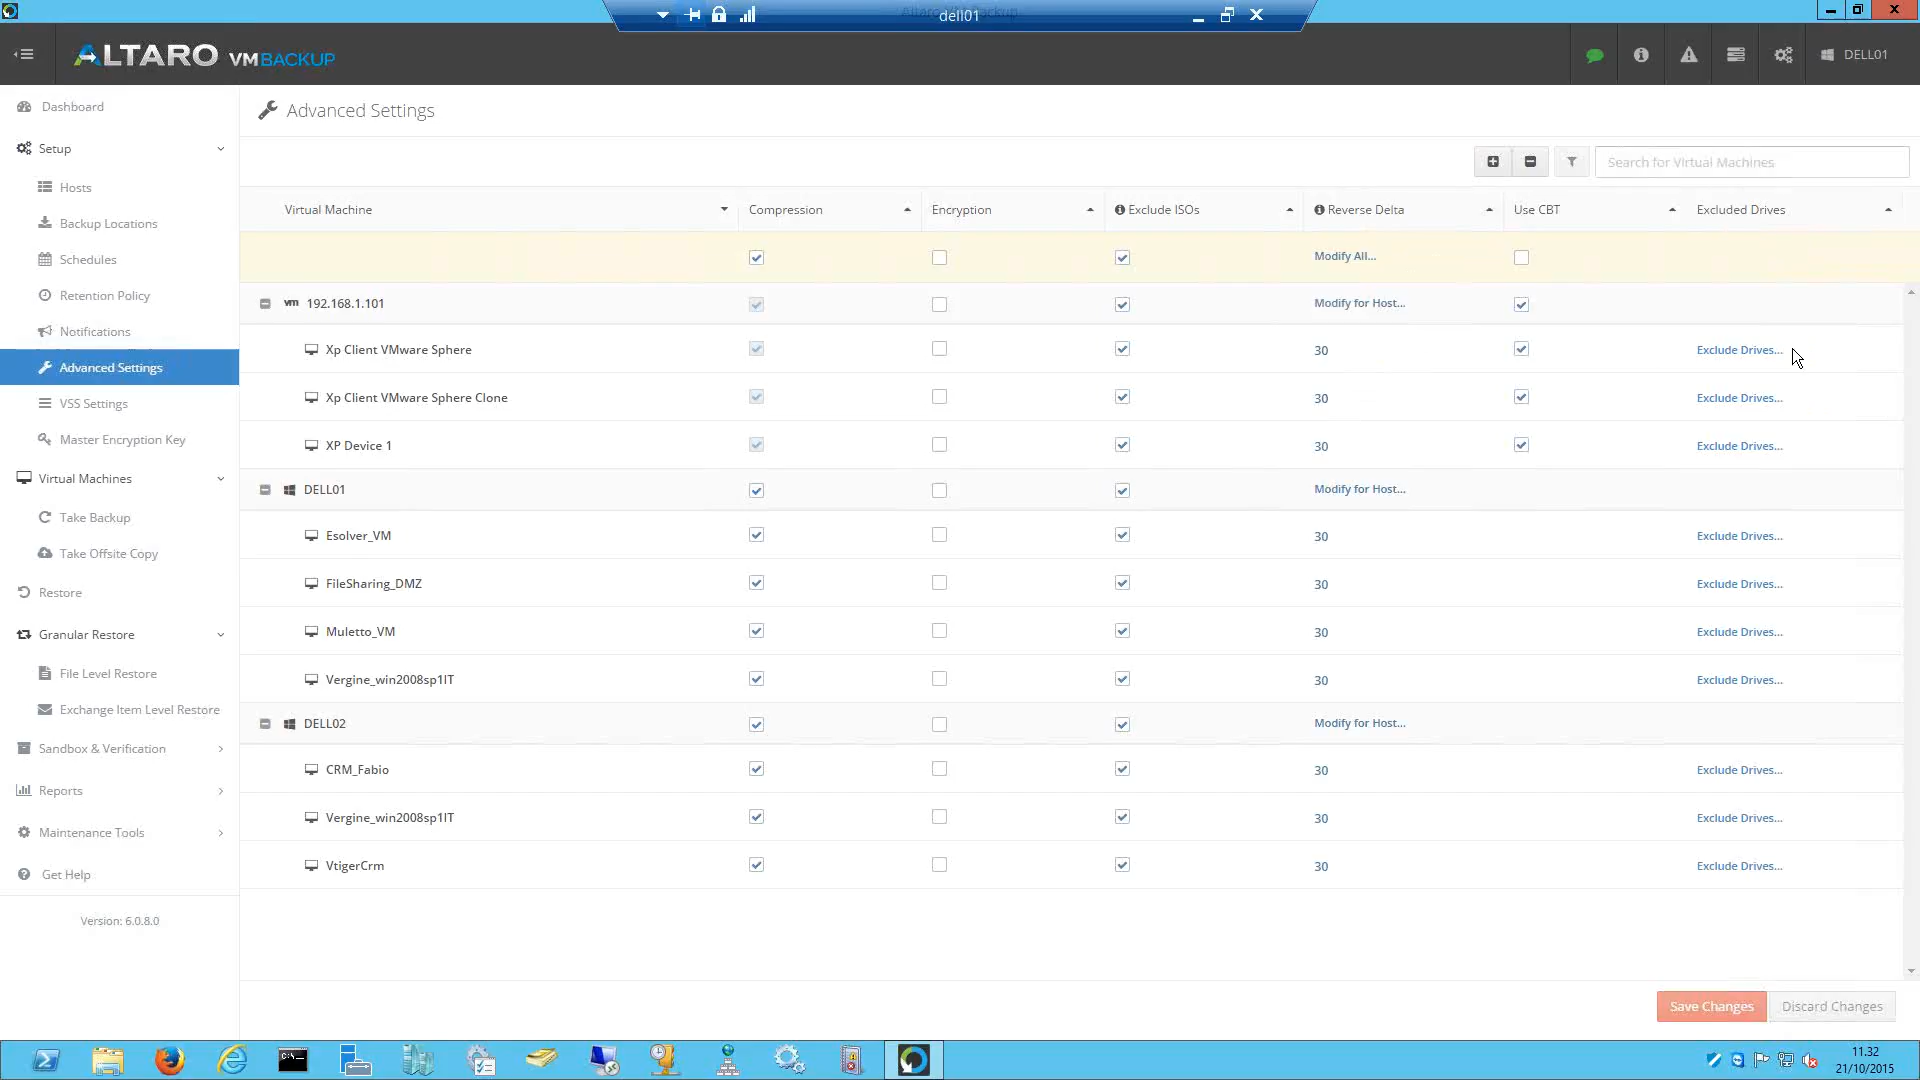 dell01
ALTARO VM BACKUP
DELL01
Dashboard
Setup
Hosts
Backup Locations
Schedules
Retention Policy
Notifications
Advanced Settings
VSS Settings
Master Encryption Key
Virtual Machines
Take Backup
Take Offsite Copy
Restore
Granular Restore
File Level Restore
Exchange Item Level Restore
Sandbox & Verification
Reports
Maintenance Tools
Get Help
Version: 6.0.8.0
Advanced Settings
Search for Virtual Machines
Virtual Machine Compression Encryption Exclude ISOs Reverse Delta Use CBT Excluded Drives
Modify All...
vm 192.168.1.101 Modify for Host...
Xp Client VMware Sphere 30 Exclude Drives...
Xp Client VMware Sphere Clone 30 Exclude Drives...
XP Device 1 30 Exclude Drives...
DELL01 Modify for Host...
Esolver_VM 30 Exclude Drives...
FileSharing_DMZ 30 Exclude Drives...
Muletto_VM 30 Exclude Drives...
Vergine_win2008sp1IT 30 Exclude Drives...
DELL02 Modify for Host...
CRM_Fabio 30 Exclude Drives...
Vergine_win2008sp1IT 30 Exclude Drives...
VtigerCrm 30 Exclude Drives...
Save Changes Discard Changes
11.32
21/10/2015